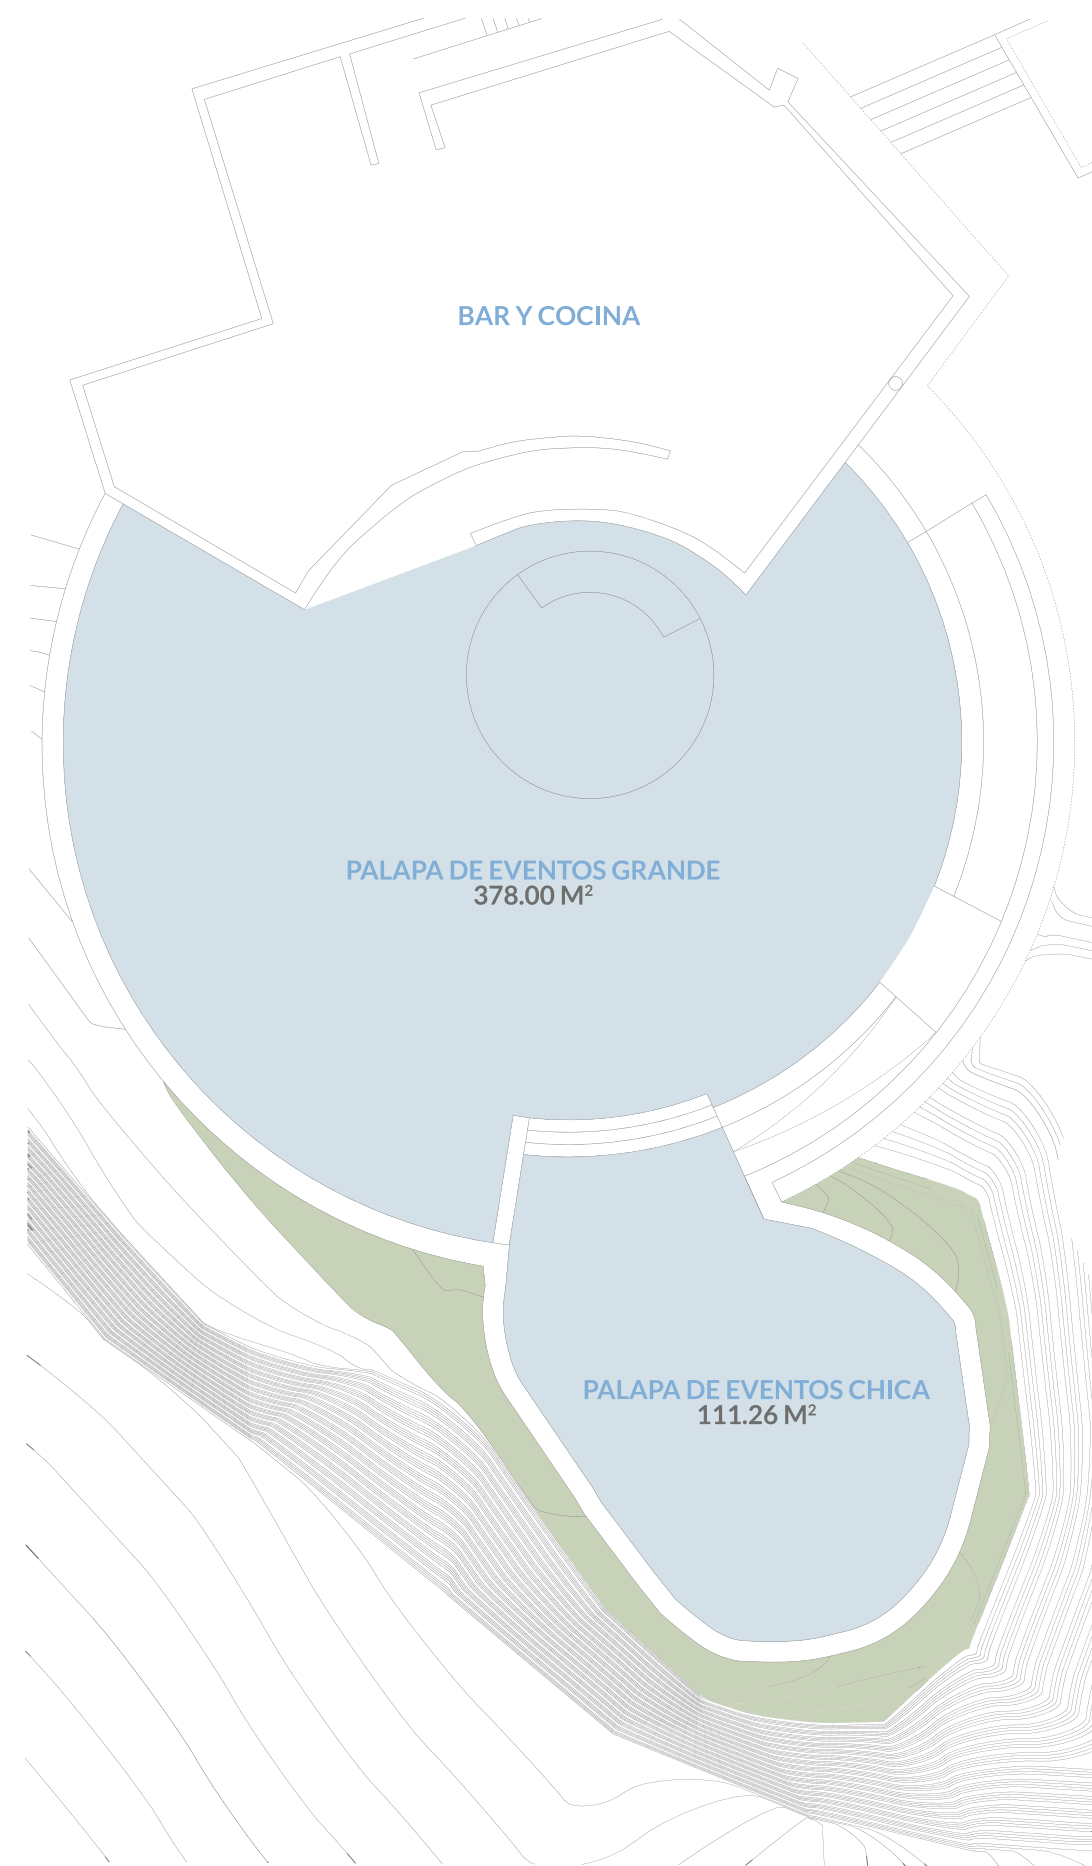 BAR Y COCINA
PALAPA DE EVENTOS GRANDE
378.00 M²
PALAPA DE EVENTOS CHICA
111.26 M²